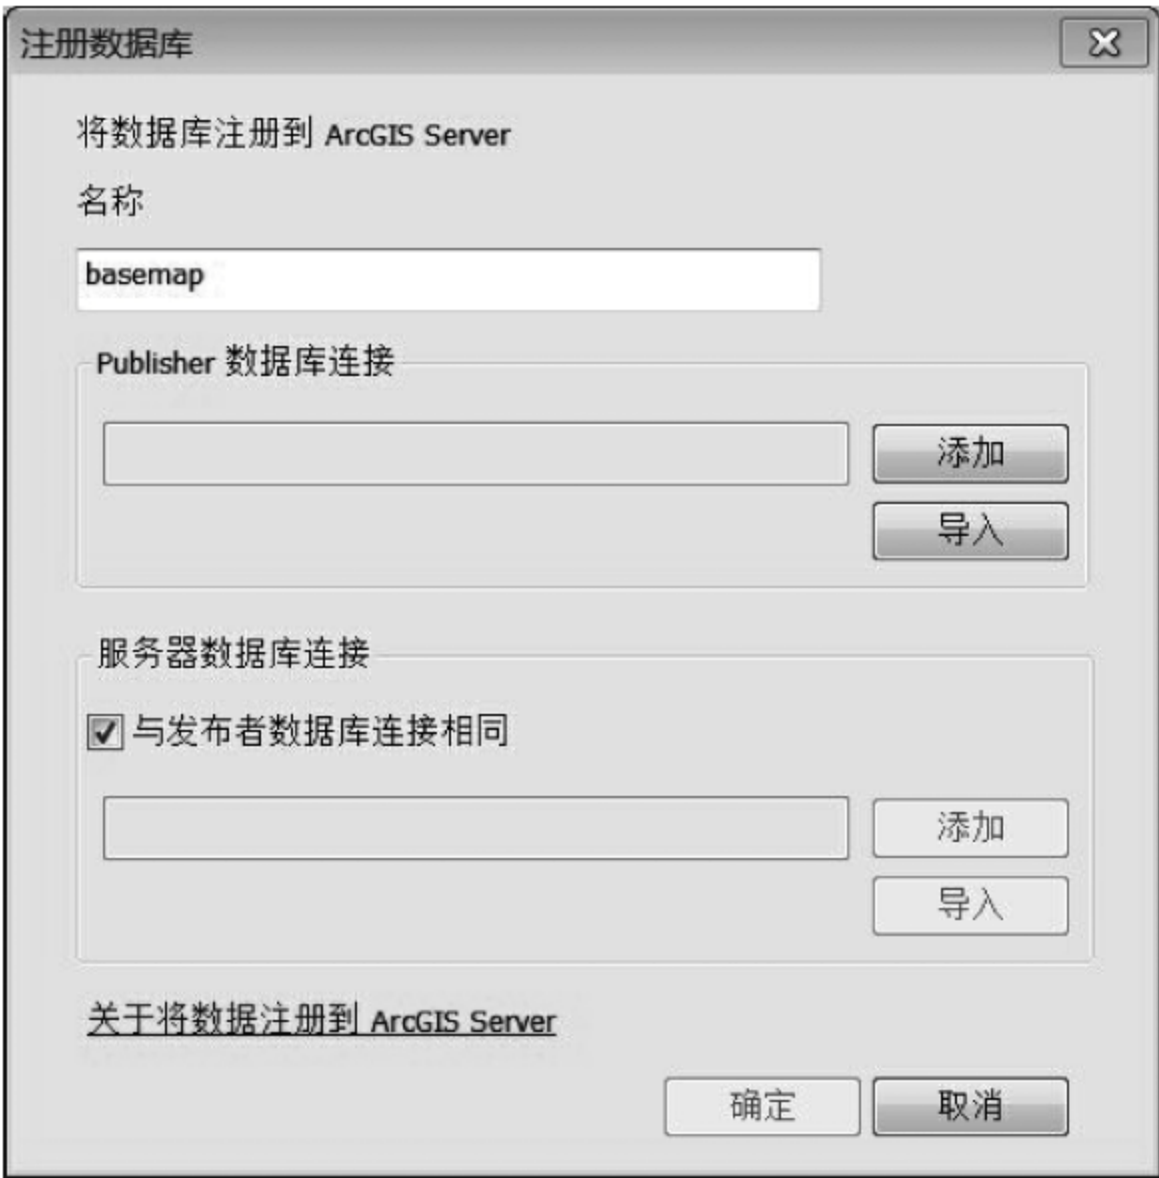 注册数据库
将数据库注册到 ArcGIS Server
名称
basemap
Publisher 数据库连接
添加
导入
服务器数据库连接
与发布者数据库连接相同
添加
导入
关于将数据注册到 ArcGIS Server
确定
取消